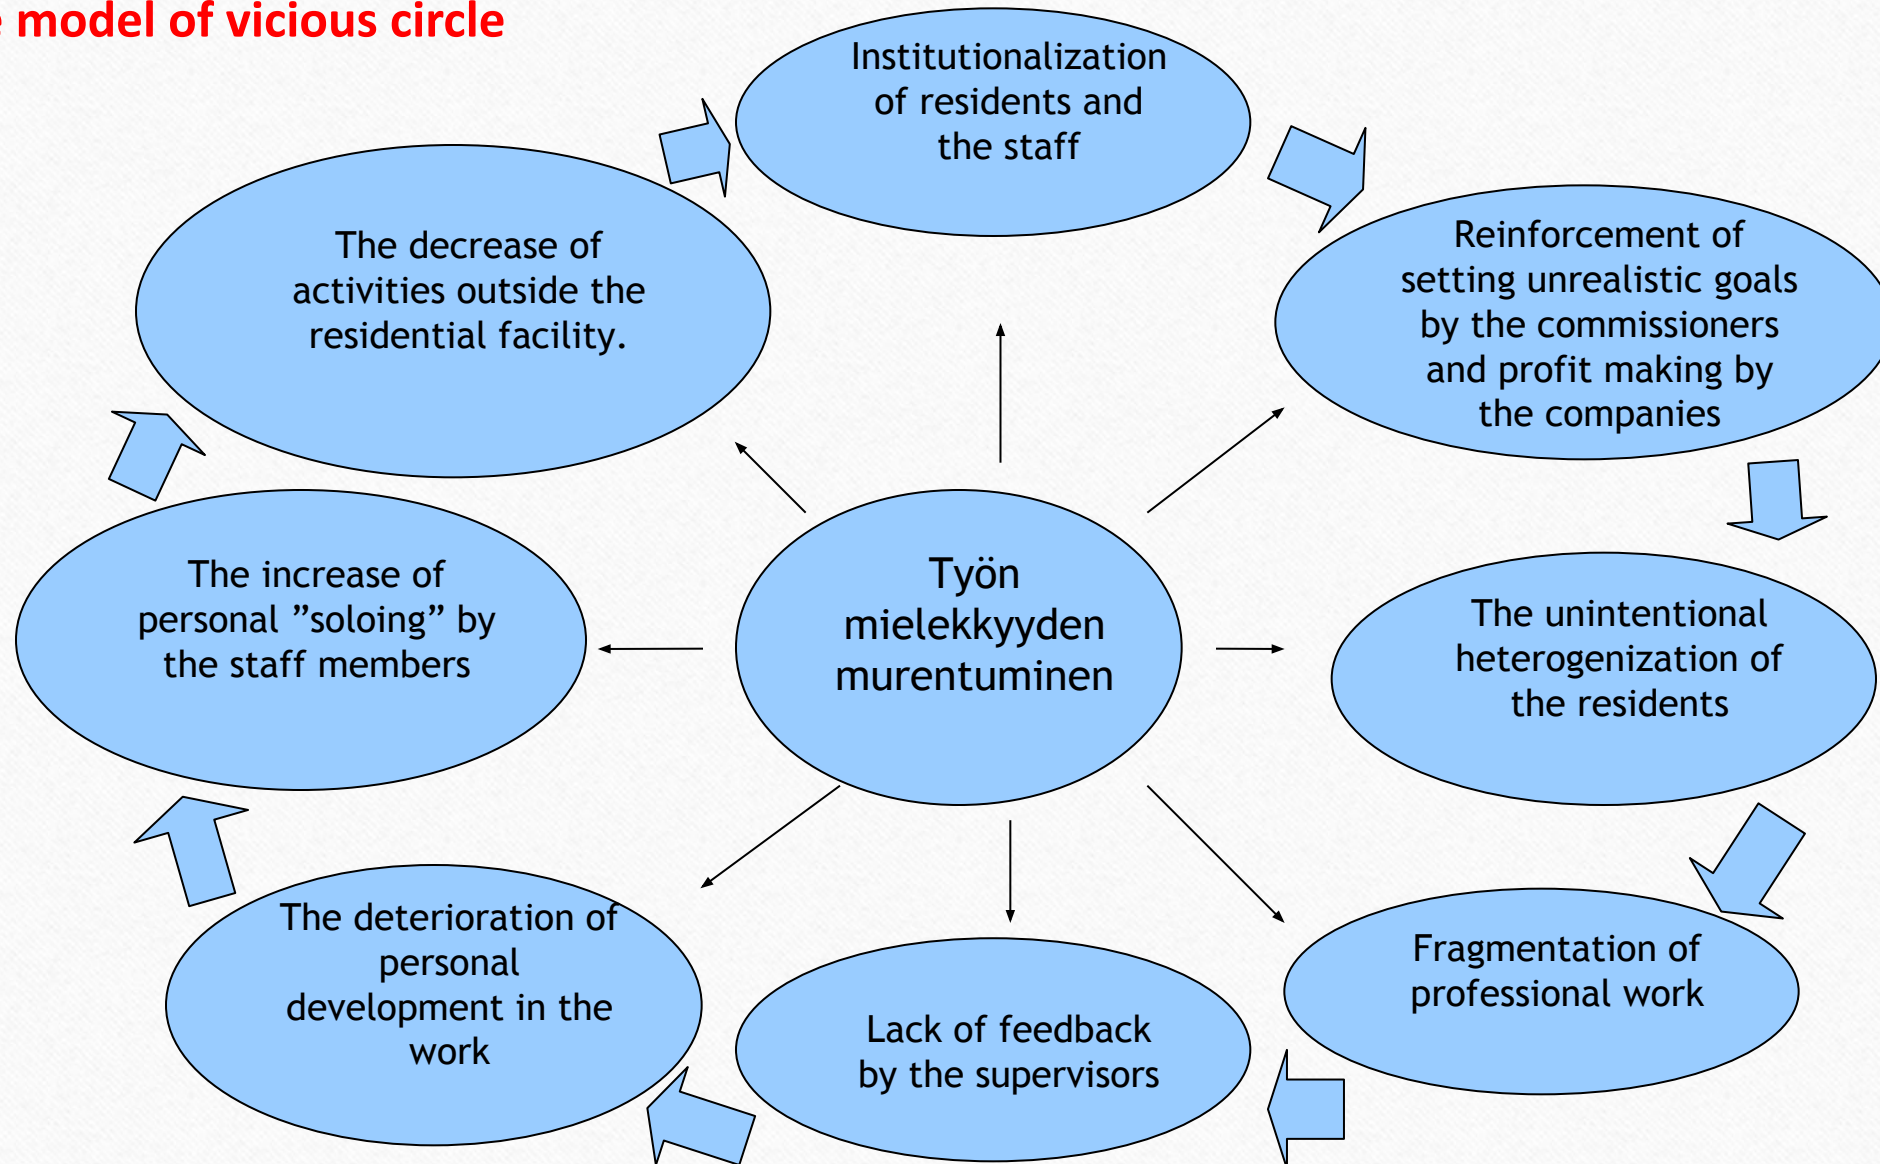 model of vicious circle
Institutionalization
of residents and
the staff
Reinforcement of
setting unrealistic goals
by the commissioners
and profit making by
the companies
The unintentional
heterogenization of
the residents
Fragmentation of
professional work
Lack of feedback
by the supervisors
The deterioration of
personal
development in the
work
The increase of
personal ”soloing” by
the staff members
The decrease of
activities outside the
residential facility.
Työn
mielekkyyden
murentuminen